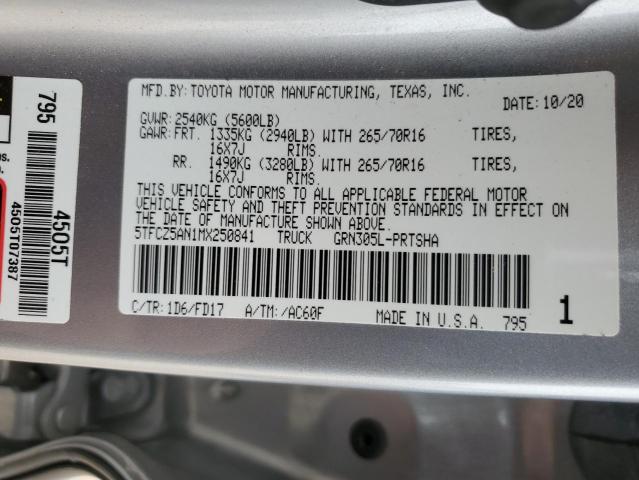 MFD.BY: TOYOTA MOTOR MANUFACTURING, TEXAS, INC.
DATE: 10/20
GVWR: 2540KG (5600LB)
GAWR: FRT. 1335KG (2940LB) WITH 265/70R16 TIRES,
16X7J RIMS.
RR. 1490KG (3280LB) WITH 265/70R16 TIRES,
16X7J RIMS.
THIS VEHICLE CONFORMS TO ALL APPLICABLE FEDERAL MOTOR
VEHICLE SAFETY AND THEFT PREVENTION STANDARDS IN EFFECT ON
THE DATE OF MANUFACTURE SHOWN ABOVE.
5TFCZ5AN1MX250841 TRUCK GRN305L-PRTSHA
C/TR: 1D6/FD17 A/TM: /AC60F MADE IN U.S.A. 795
1
795
4505T
4505T07387